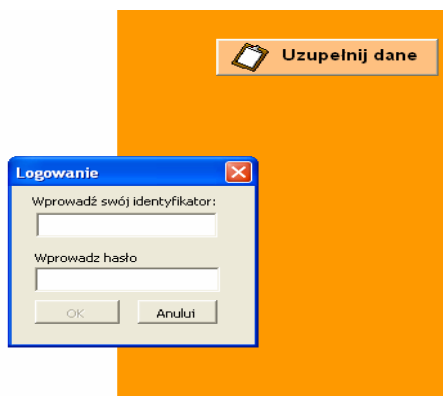 Uzupełnij dane
Logowanie
Wprowadź swój identyfikator:
Wprowadz hasło
OK
Anuluj